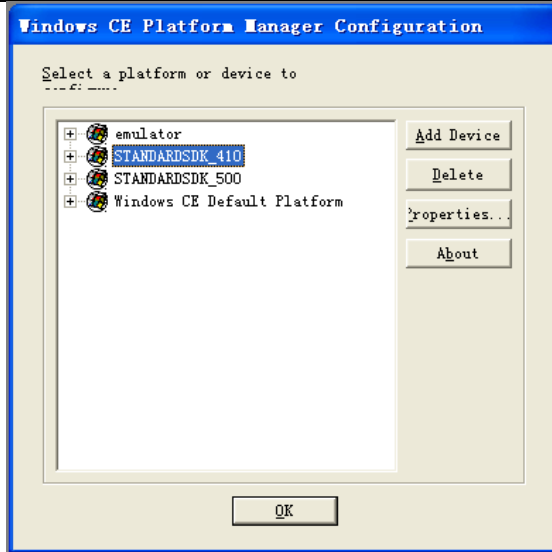 Windows CE Platform Manager Configuration
Select a platform or device to
emulator
STANDARDSDK_410
STANDARDSDK_500
Windows CE Default Platform
Add Device
Delete
Properties...
About
OK